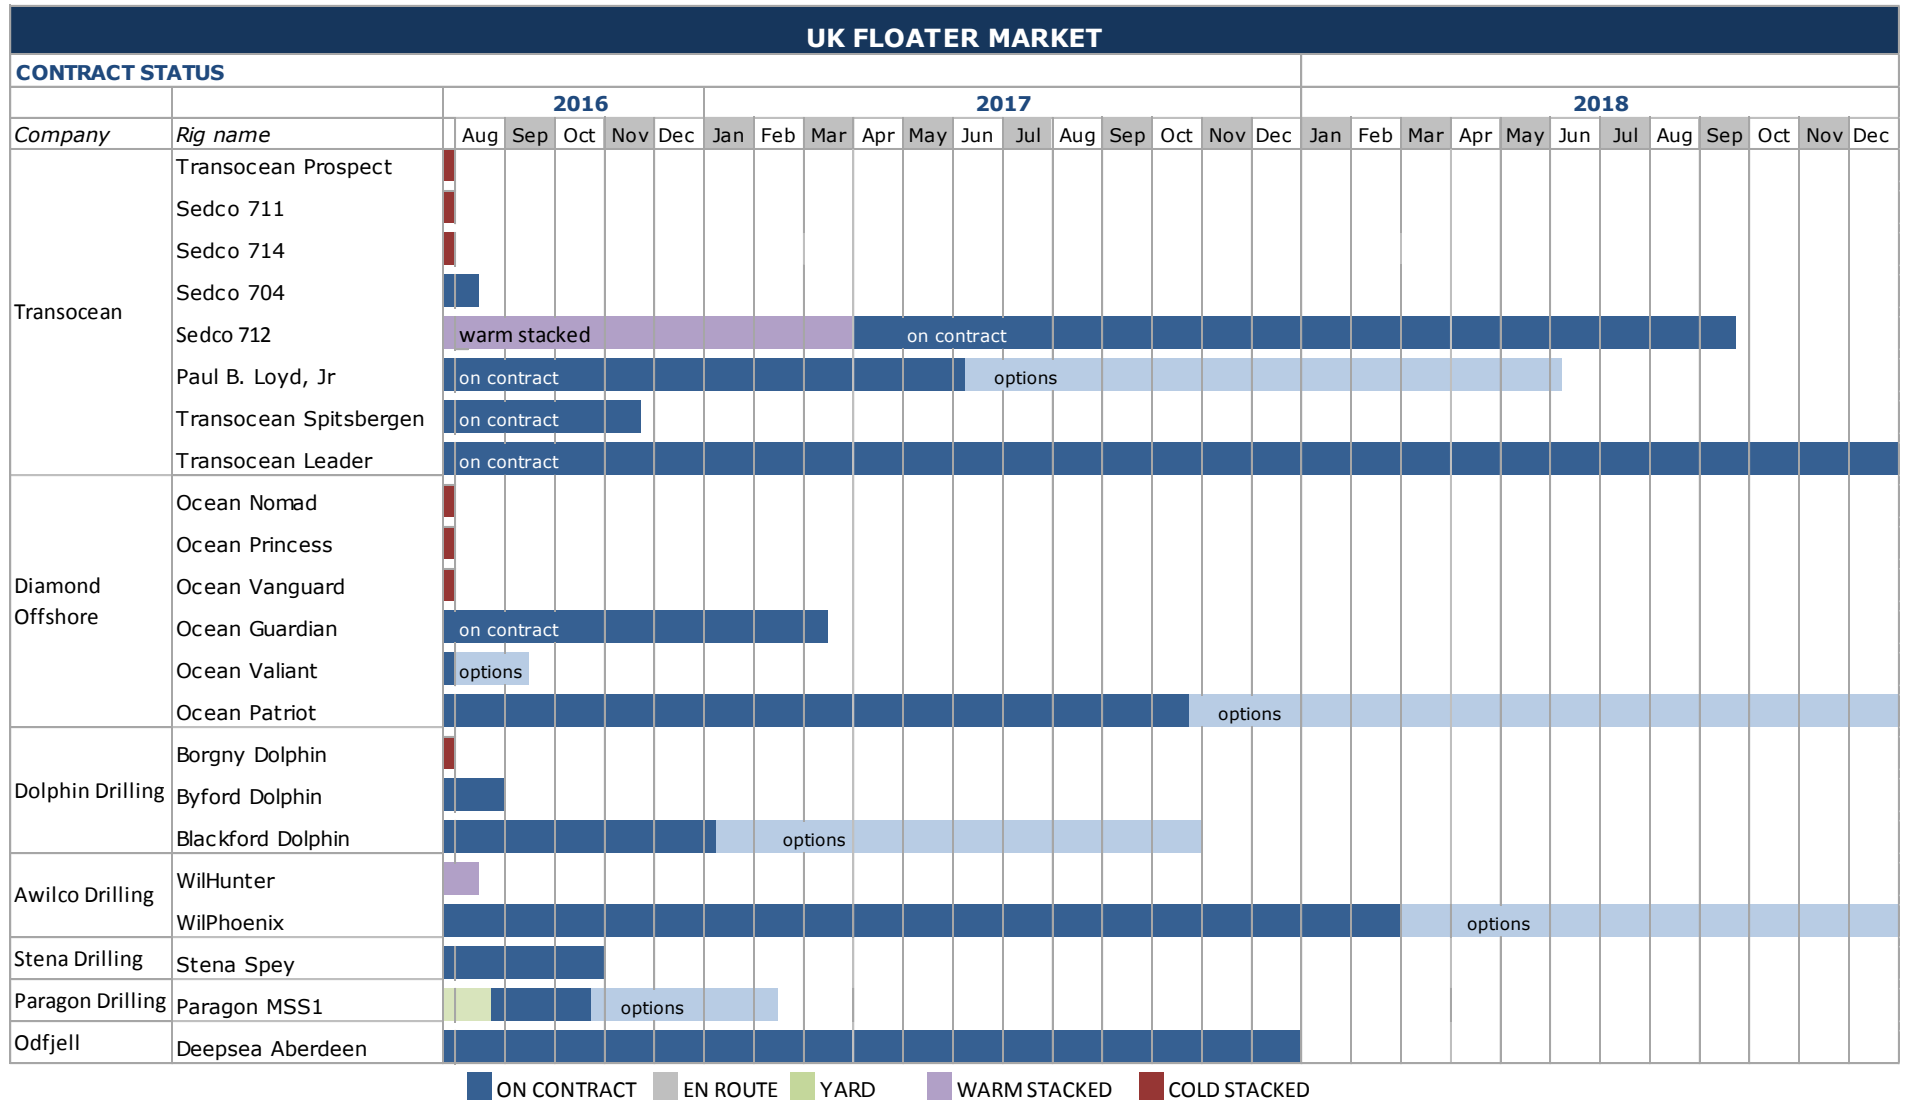 UK FLOATER MARKET
CONTRACT STATUS
2016 2017 2018
Company Rig name Aug Sep Oct Nov Dec Jan Feb Mar Apr May Jun Jul Aug Sep Oct Nov Dec Jan Feb Mar Apr May Jun Jul Aug Sep Oct Nov Dec
Transocean
Transocean Prospect
Sedco 711
Sedco 714
Sedco 704
Sedco 712 warm stacked on contract
Paul B. Loyd, Jr on contract options
Transocean Spitsbergen on contract
Transocean Leader on contract
Diamond
Offshore
Ocean Nomad
Ocean Princess
Ocean Vanguard
Ocean Guardian on contract
Ocean Valiant options
Ocean Patriot options
Dolphin Drilling
Borgny Dolphin
Byford Dolphin
Blackford Dolphin options
Awilco Drilling
WilHunter
WilPhoenix options
Stena Drilling Stena Spey
Paragon Drilling Paragon MSS1 options
Odfjell Deepsea Aberdeen
ON CONTRACT EN ROUTE YARD WARM STACKED COLD STACKED